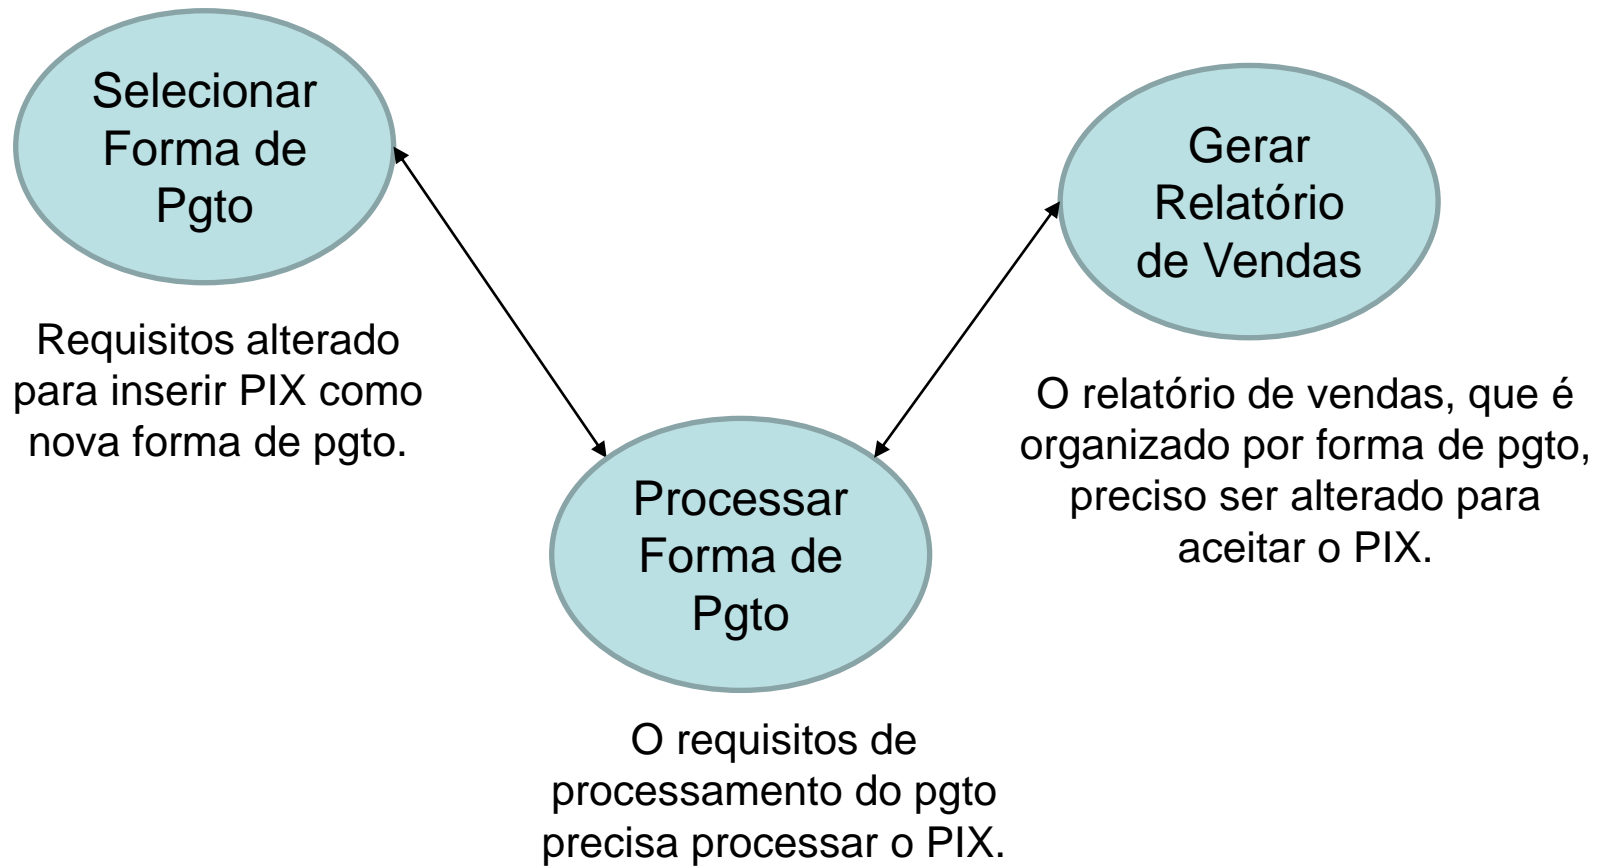 Selecionar
Forma de
Pgto
Requisitos alterado
para inserir PIX como
nova forma de pgto.
Gerar
Relatório
de Vendas
O relatório de vendas, que é
organizado por forma de pgto,
preciso ser alterado para
aceitar o PIX.
Processar
Forma de
Pgto
O requisitos de
processamento do pgto
precisa processar o PIX.